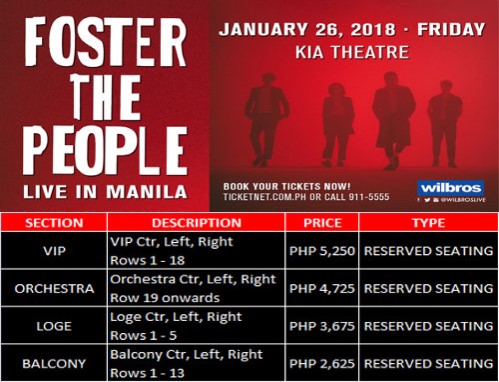 FOSTER
THE
PEOPLE
LIVE IN MANILA
JANUARY 26, 2018 · FRIDAY
KIA THEATRE
BOOK YOUR TICKETS NOW!
TICKETNET.COM.PH OR CALL 911-5555
wilbros
@WILBROSLIVE
SECTION DESCRIPTION PRICE TYPE
VIP VIP Ctr, Left, Right PHP 5,250 RESERVED SEATING
Rows 1 - 18
ORCHESTRA Orchestra Ctr, Left, Right PHP 4,725 RESERVED SEATING
Row 19 onwards
LOGE Loge Ctr, Left, Right PHP 3,675 RESERVED SEATING
Rows 1 - 5
BALCONY Balcony Ctr, Left, Right PHP 2,625 RESERVED SEATING
Rows 1 - 13